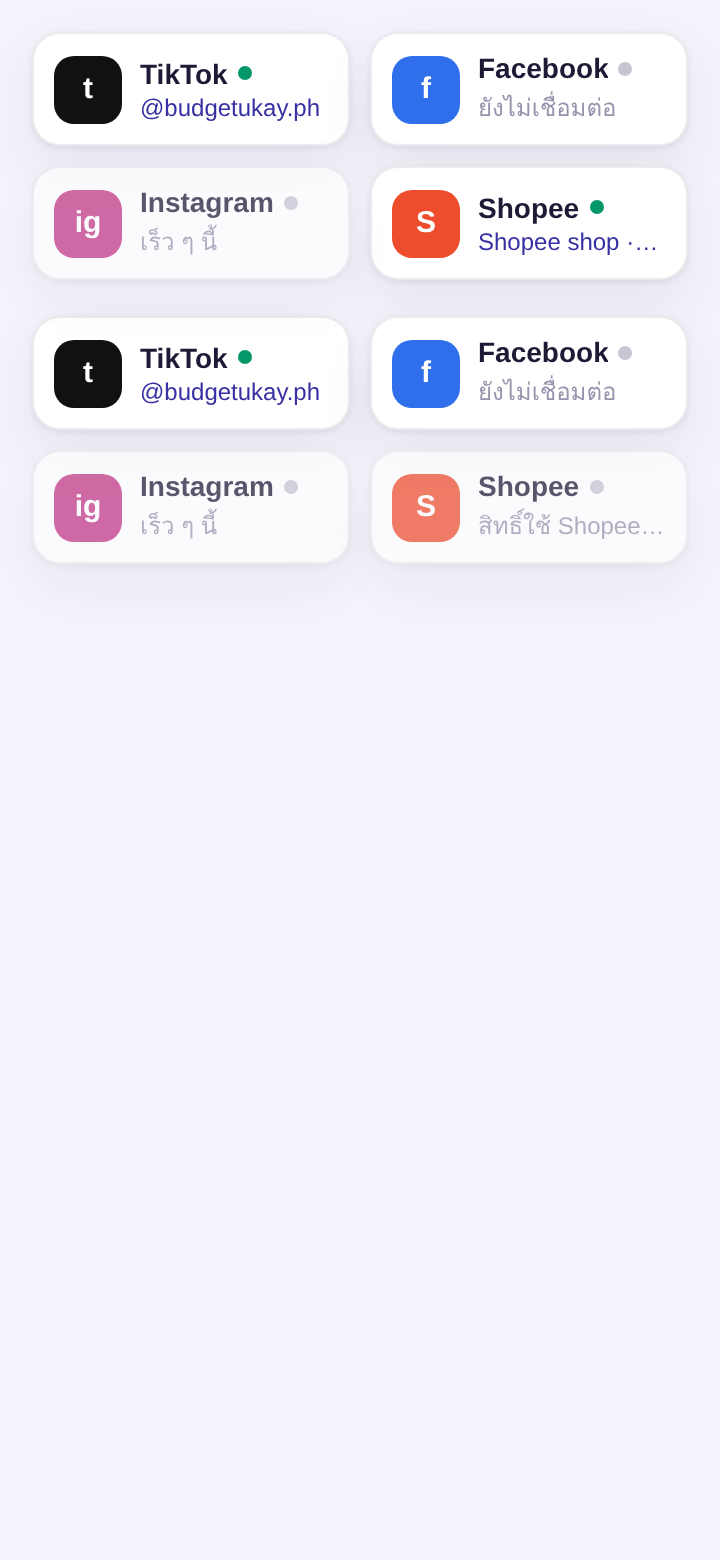 t
TikTok
@budgetukay.ph
f
Facebook
ยังไม่เชื่อมต่อ
ig
Instagram
เร็ว ๆ นี้
S
Shopee
Shopee shop ·…
t
TikTok
@budgetukay.ph
f
Facebook
ยังไม่เชื่อมต่อ
ig
Instagram
เร็ว ๆ นี้
S
Shopee
สิทธิ์ใช้ Shopee…